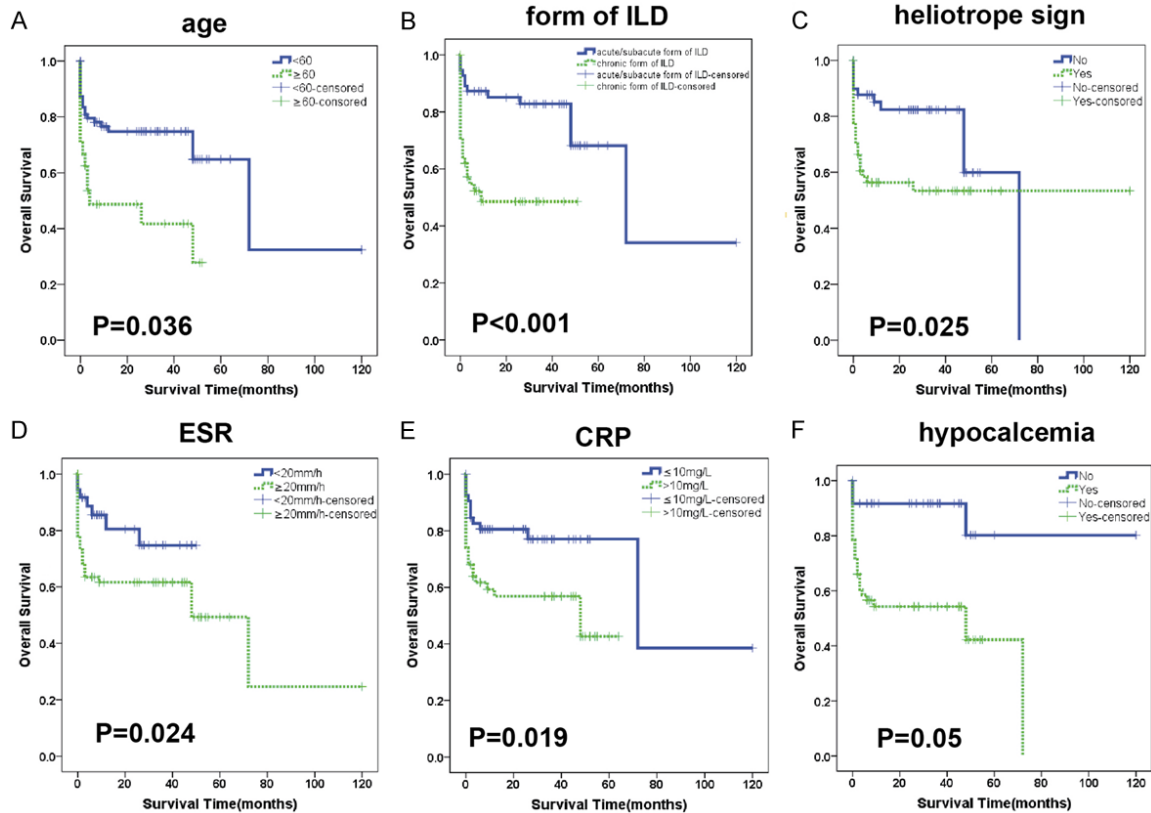 A
age
<60
≥60
<60-censored
≥60-consored
1.0
0.8
0.6
0.4
0.2
0.0
Overall Survival
P=0.036
0 20 40 60 80 100 120
Survival Time(months)
B
form of ILD
acute/subacute form of ILD
chronic form of ILD
acute/subacute form of ILD-censored
chronic form of ILD-consored
1.0
0.8
0.6
0.4
0.2
0.0
Overall Survival
P<0.001
0 20 40 60 80 100 120
Survival Time(months)
C
heliotrope sign
No
Yes
No-censored
Yes-consored
1.0
0.8
0.6
0.4
0.2
0.0
Overall Survival
P=0.025
0 20 40 60 80 100 120
Survival Time(months)
D
ESR
<20mm/h
≥20mm/h
<20mm/h-censored
≥20mm/h-censored
1.0
0.8
0.6
0.4
0.2
0.0
Overall Survival
P=0.024
0 20 40 60 80 100 120
Survival Time(months)
E
CRP
≤10mg/L
>10mg/L
≤10mg/L-censored
>10mg/L-censored
1.0
0.8
0.6
0.4
0.2
0.0
Overall Survival
P=0.019
0 20 40 60 80 100 120
Survival Time(months)
F
hypocalcemia
No
Yes
No-censored
Yes-censored
1.0
0.8
0.6
0.4
0.2
0.0
Overall Survival
P=0.05
0 20 40 60 80 100 120
Survival Time(months)